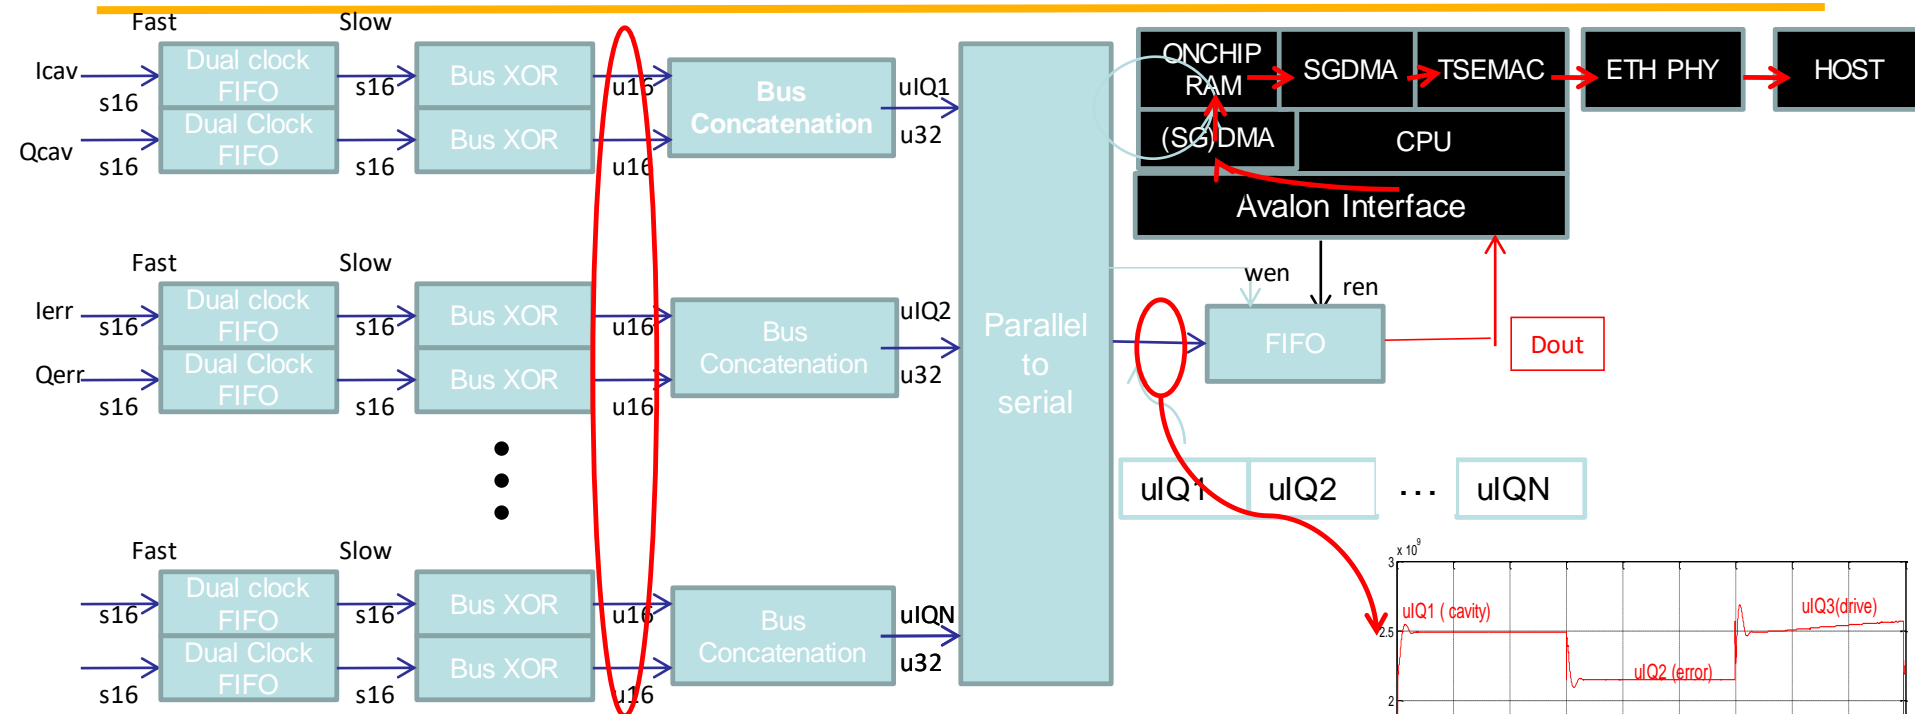 Fast Slow
Icav s16 Dual clock FIFO s16 Bus XOR u16
Qcav s16 Dual Clock FIFO s16 Bus XOR u16
Bus Concatenation
uIQ1
u32
Fast Slow
Ierr s16 Dual clock FIFO s16 Bus XOR u16
Qerr s16 Dual Clock FIFO s16 Bus XOR u16
Bus Concatenation
uIQ2
u32
Fast Slow
s16 Dual clock FIFO s16 Bus XOR u16
s16 Dual Clock FIFO s16 Bus XOR u16
Bus Concatenation
uIQN
u32
Parallel
to
serial
ONCHIP RAM SGDMA TSEMAC ETH PHY HOST
(SG)DMA CPU
Avalon Interface
wen ren
FIFO
Dout
uIQ1 uIQ2 ... uIQN
x 10^9
3
uIQ1 ( cavity) uIQ3(drive)
2.5
uIQ2 (error)
2